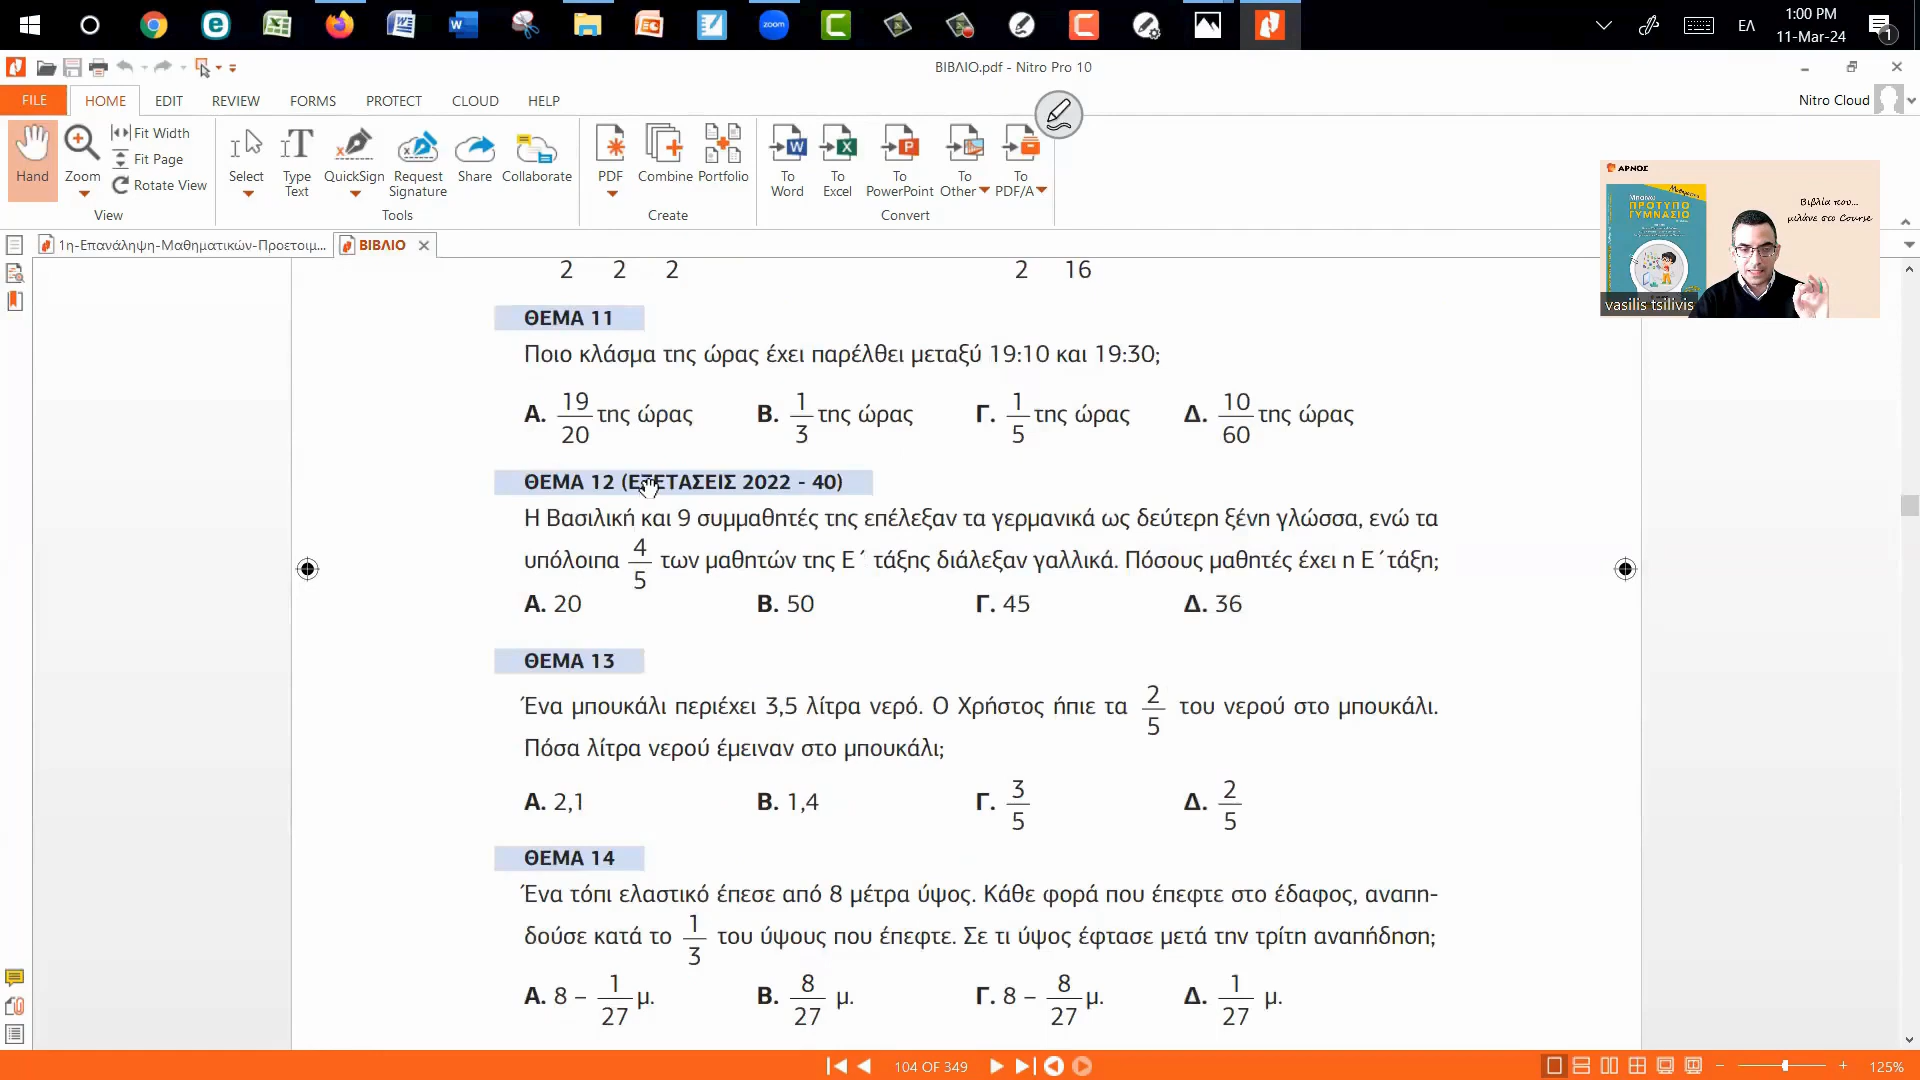 1:00 PM
11-Mar-24
ΕΛ
1
zoom
ΒΙΒΛΙΟ.pdf - Nitro Pro 10
FILE HOME EDIT REVIEW FORMS PROTECT CLOUD HELP
Nitro Cloud
Hand
Zoom
Fit Width
Fit Page
Rotate View
View
Select
Type Text
QuickSign
Request Signature
Share
Collaborate
Tools
PDF
Combine
Portfolio
Create
To Word
To Excel
To PowerPoint
To Other
To PDF/A
Convert
ΑΡΝΟΣ
ΠΡΟΤΥΠΟ
ΓΥΜΝΑΣΙΟ
Βιβλία που...
μιλάνε στο Course
vasilis tsilivis
1η-Επανάληψη-Μαθηματικών-Προετοιμ...
ΒΙΒΛΙΟ
2 2 2 2 16
ΘΕΜΑ 11
Ποιο κλάσμα της ώρας έχει παρέλθει μεταξύ 19:10 και 19:30;
Α. 19/20 της ώρας Β. 1/3 της ώρας Γ. 1/5 της ώρας Δ. 10/60 της ώρας
ΘΕΜΑ 12 (ΕΞΕΤΑΣΕΙΣ 2022 - 40)
Η Βασιλική και 9 συμμαθητές της επέλεξαν τα γερμανικά ως δεύτερη ξένη γλώσσα, ενώ τα
υπόλοιπα 4/5 των μαθητών της Ε΄ τάξης διάλεξαν γαλλικά. Πόσους μαθητές έχει η Ε΄τάξη;
Α. 20 Β. 50 Γ. 45 Δ. 36
ΘΕΜΑ 13
Ένα μπουκάλι περιέχει 3,5 λίτρα νερό. Ο Χρήστος ήπιε τα 2/5 του νερού στο μπουκάλι.
Πόσα λίτρα νερού έμειναν στο μπουκάλι;
Α. 2,1 Β. 1,4 Γ. 3/5 Δ. 2/5
ΘΕΜΑ 14
Ένα τόπι ελαστικό έπεσε από 8 μέτρα ύψος. Κάθε φορά που έπεφτε στο έδαφος, αναπη-
δούσε κατά το 1/3 του ύψους που έπεφτε. Σε τι ύψος έφτασε μετά την τρίτη αναπήδηση;
Α. 8 – 1/27 μ. Β. 8/27 μ. Γ. 8 – 8/27 μ. Δ. 1/27 μ.
104 OF 349
125%